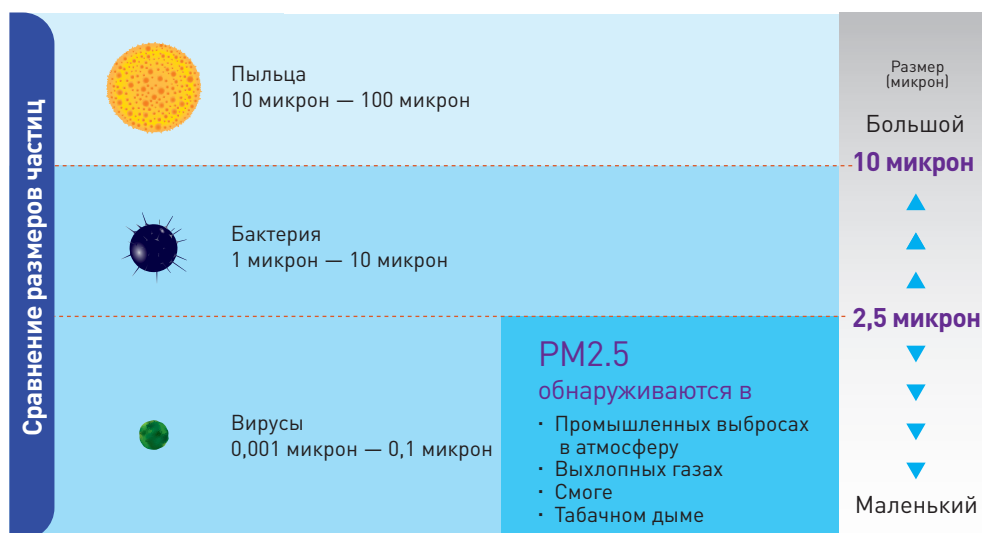 Сравнение размеров частиц
Пыльца
10 микрон — 100 микрон
Бактерия
1 микрон — 10 микрон
Вирусы
0,001 микрон — 0,1 микрон
PM2.5
обнаруживаются в
· Промышленных выбросах
в атмосферу
· Выхлопных газах
· Смоге
· Табачном дыме
Размер
(микрон)
Большой
10 микрон
2,5 микрон
Маленький